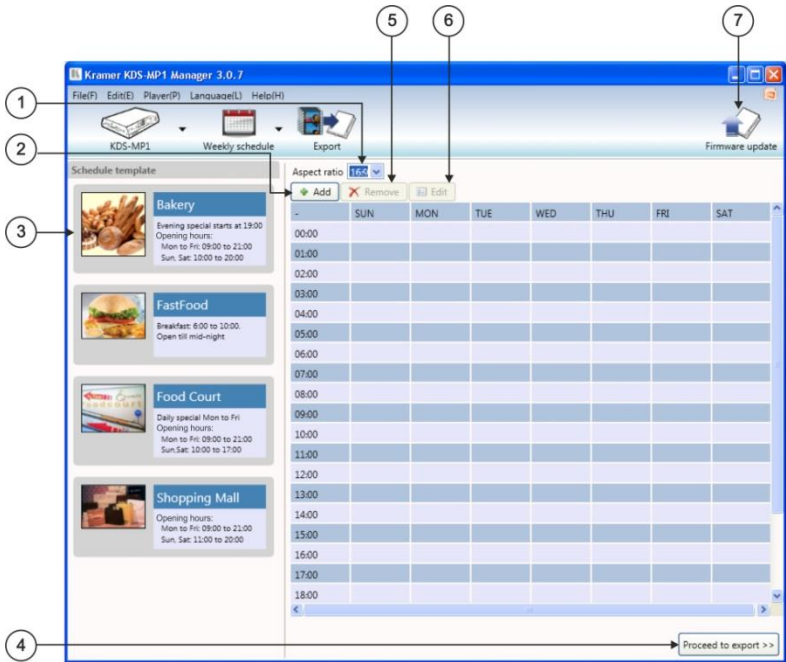 5
6
7
Kramer KDS-MP1 Manager 3.0.7
File(F) Edit(E) Player(P) Language(L) Help(H)
1
KDS-MP1
Weekly schedule
Export
Firmware update
2
Schedule template
Aspect ratio 16:9
Add
Remove
Edit
3
Bakery
Evening special starts at 19:00
Opening hours:
Mon to Fri: 09:00 to 21:00
Sun, Sat: 10:00 to 20:00
FastFood
Breakfast: 6:00 to 10:00.
Open till mid-night
Food Court
Daily special Mon to Fri
Opening hours:
Mon to Fri: 09:00 to 21:00
Sun,Sat: 10:00 to 17:00
Shopping Mall
Opening hours:
Mon to Fri: 09:00 to 21:00
Sun, Sat: 11:00 to 20:00
- SUN MON TUE WED THU FRI SAT
00:00
01:00
02:00
03:00
04:00
05:00
06:00
07:00
08:00
09:00
10:00
11:00
12:00
13:00
14:00
15:00
16:00
17:00
18:00
4
Proceed to export >>